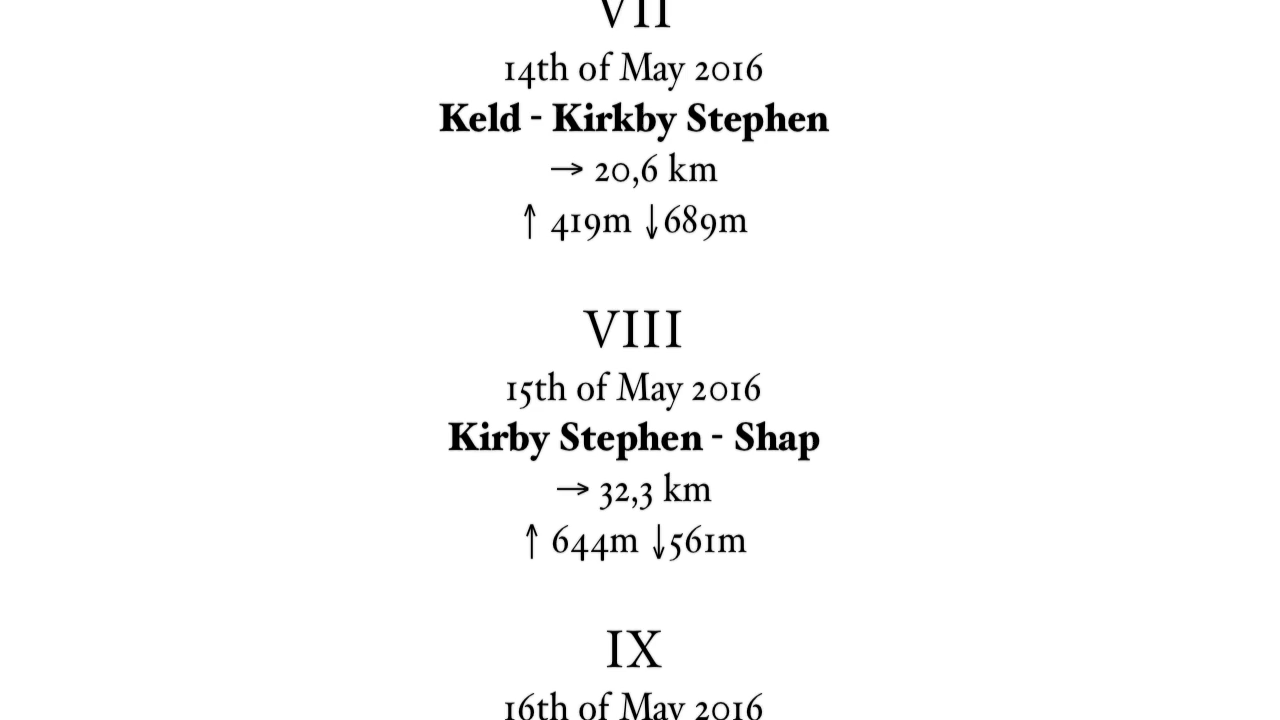 VII
14th of May 2016
Keld - Kirkby Stephen
→ 20,6 km
↑ 419m ↓689m
VIII
15th of May 2016
Kirby Stephen - Shap
→ 32,3 km
↑ 644m ↓561m
IX
16th of May 2016